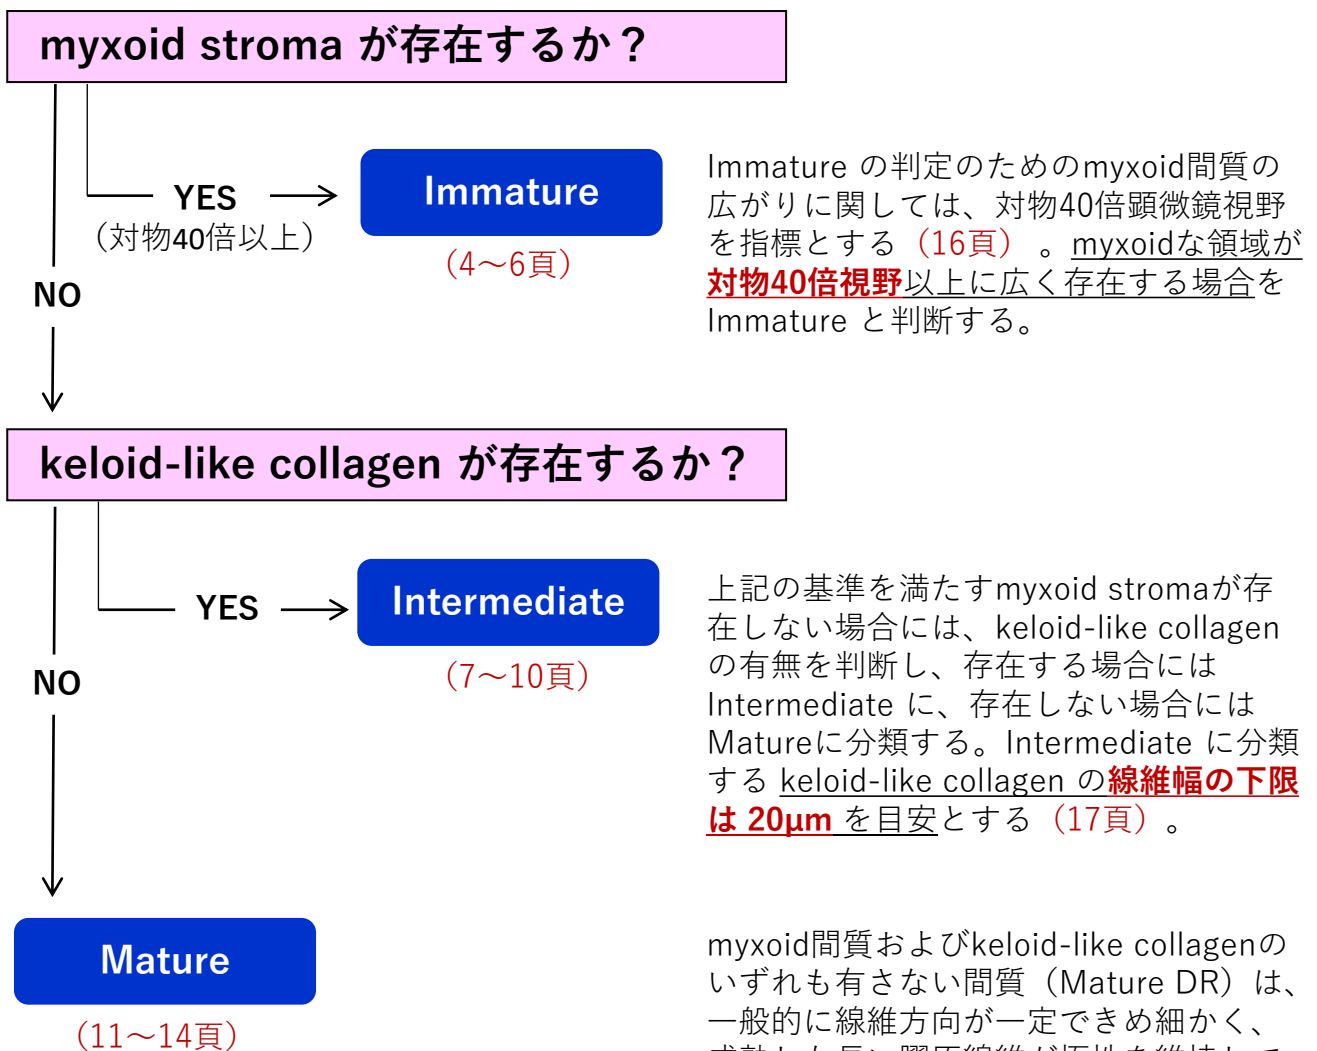 myxoid stroma が存在するか？
YES
（対物40倍以上）
Immature
（4～6頁）
Immature の判定のためのmyxoid間質の
広がりに関しては、対物40倍顕微鏡視野
を指標とする（16頁）。myxoidな領域が
対物40倍視野以上に広く存在する場合を
Immature と判断する。
NO
keloid-like collagen が存在するか？
YES
Intermediate
（7～10頁）
上記の基準を満たすmyxoid stromaが存
在しない場合には、keloid-like collagen
の有無を判断し、存在する場合には
Intermediate に、存在しない場合には
Matureに分類する。Intermediate に分類
する keloid-like collagen の線維幅の下限
は 20μm を目安とする（17頁）。
NO
Mature
（11～14頁）
myxoid間質およびkeloid-like collagenの
いずれも有さない間質（Mature DR）は、
一般的に線維方向が一定できめ細かく、